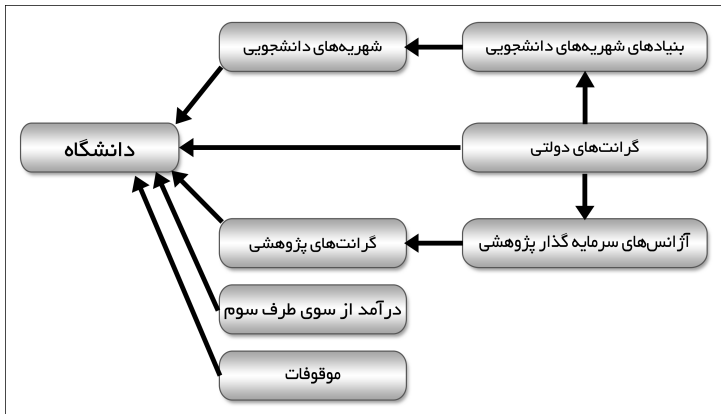 بنیادهای شهریه‌های دانشجویی
شهریه‌های دانشجویی
گرانت‌های دولتی
دانشگاه
آژانس‌های سرمایه گذار پژوهشی
گرانت‌های پژوهشی
درآمد از سوی طرف سوم
موقوفات